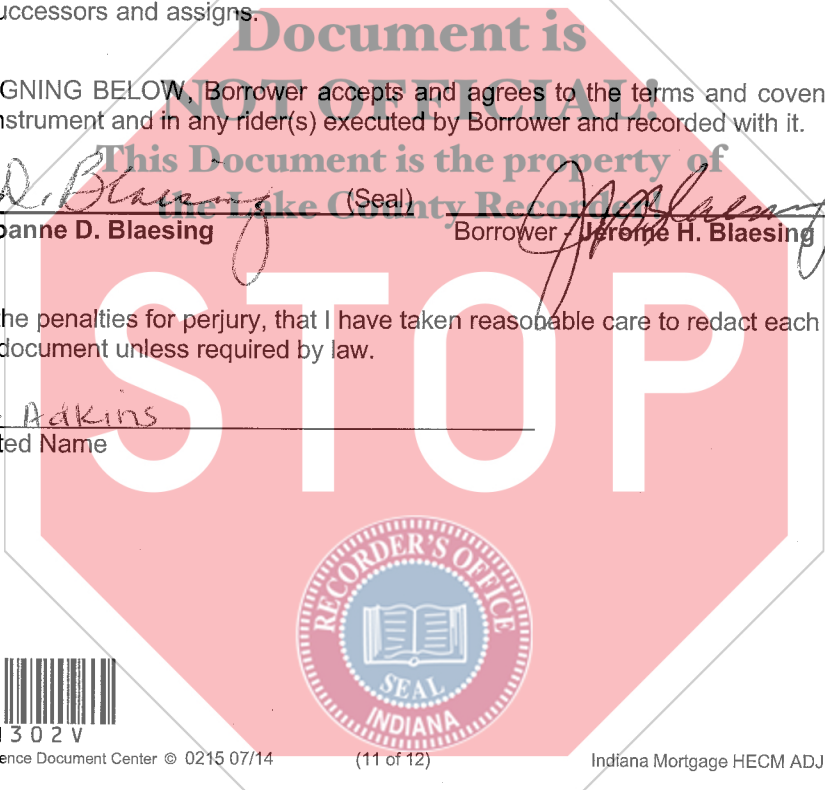 uccessors and assigns.
Document is
NOT OFFICIAL!
GNING BELOW, Borrower accepts and agrees to the terms and coven
nstrument and in any rider(s) executed by Borrower and recorded with it.
This Document is the property of
the Lake County Recorder!
D. Blaesing (Seal) J Blaesing
oanne D. Blaesing Borrower - Jerome H. Blaesing
STOP
he penalties for perjury, that I have taken reasonable care to redact each
document unless required by law.
Adkins
ted Name
RECORDER'S OFFICE
SEAL
INDIANA
1302V
ence Document Center © 0215 07/14 (11 of 12) Indiana Mortgage HECM ADJ